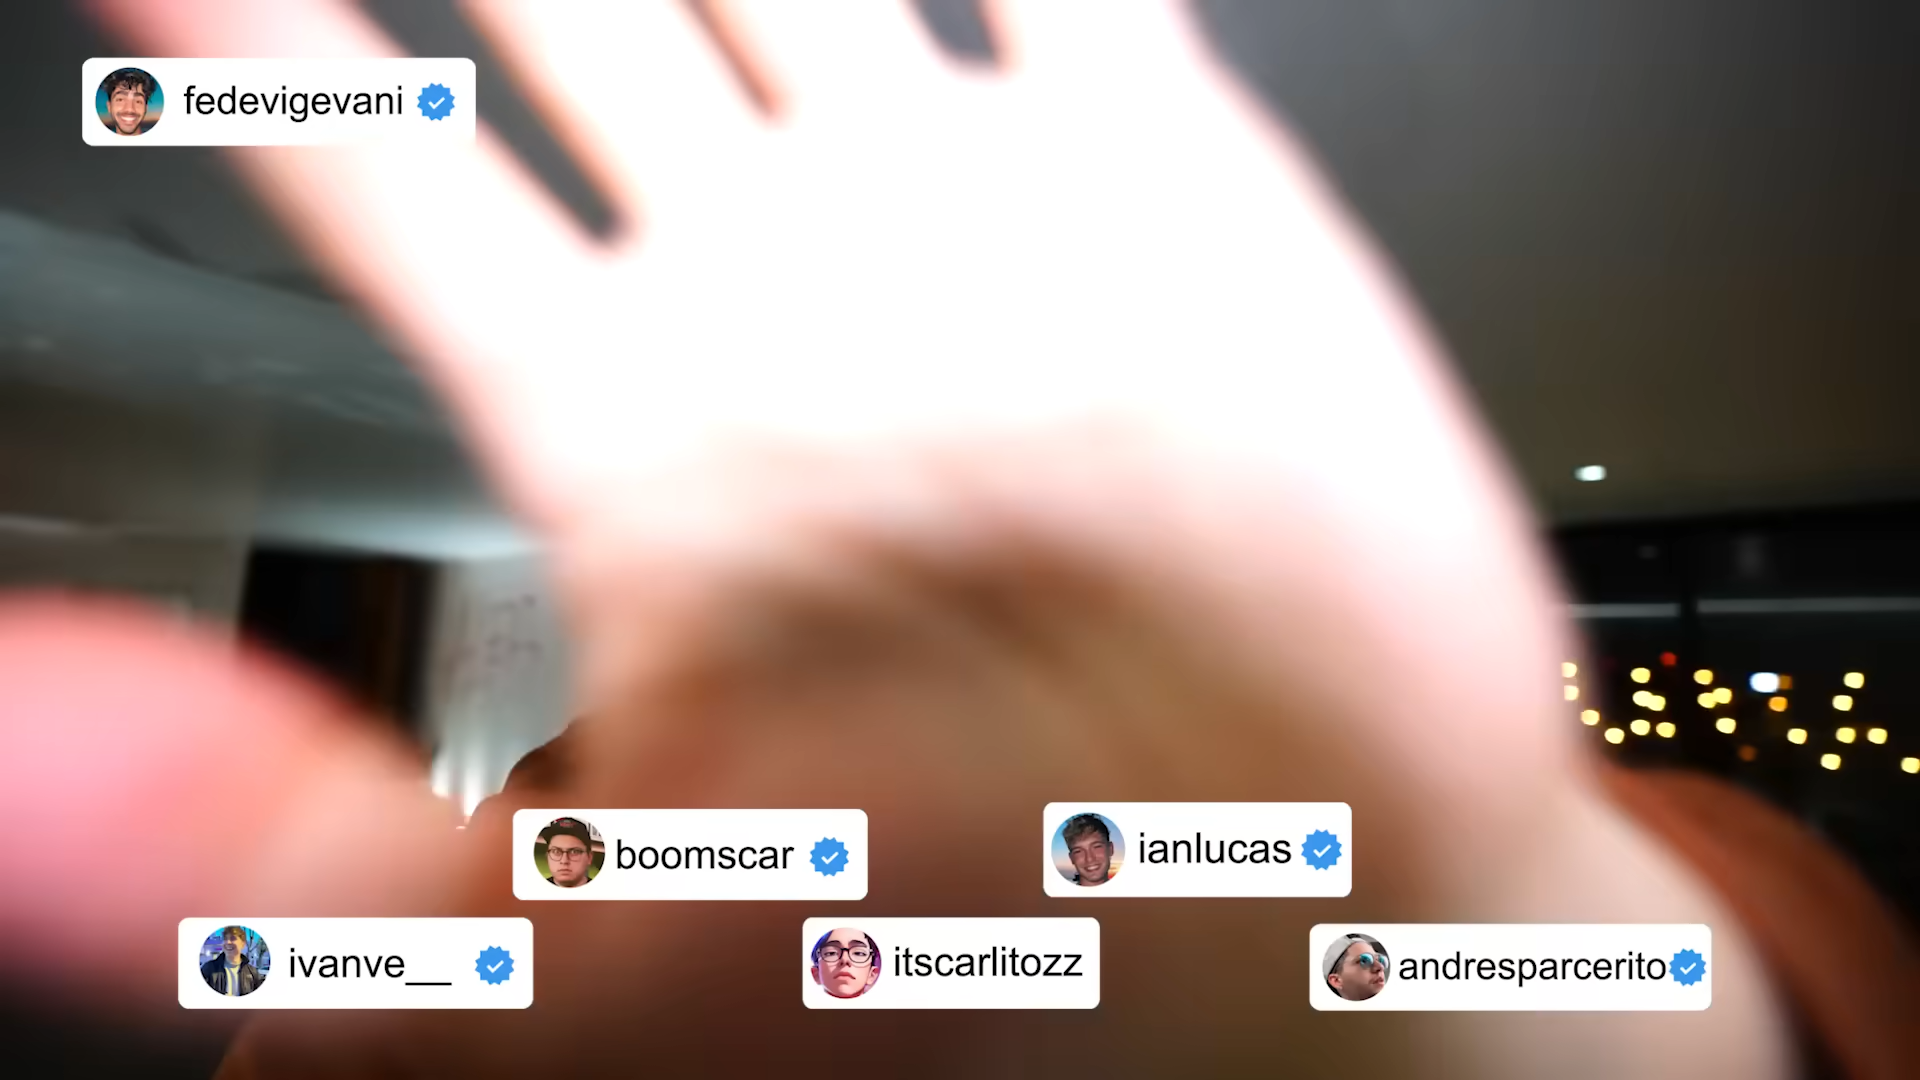 fedevigevani
boomscar
ianlucas
ivanve__
itscarlitozz
andresparcerito